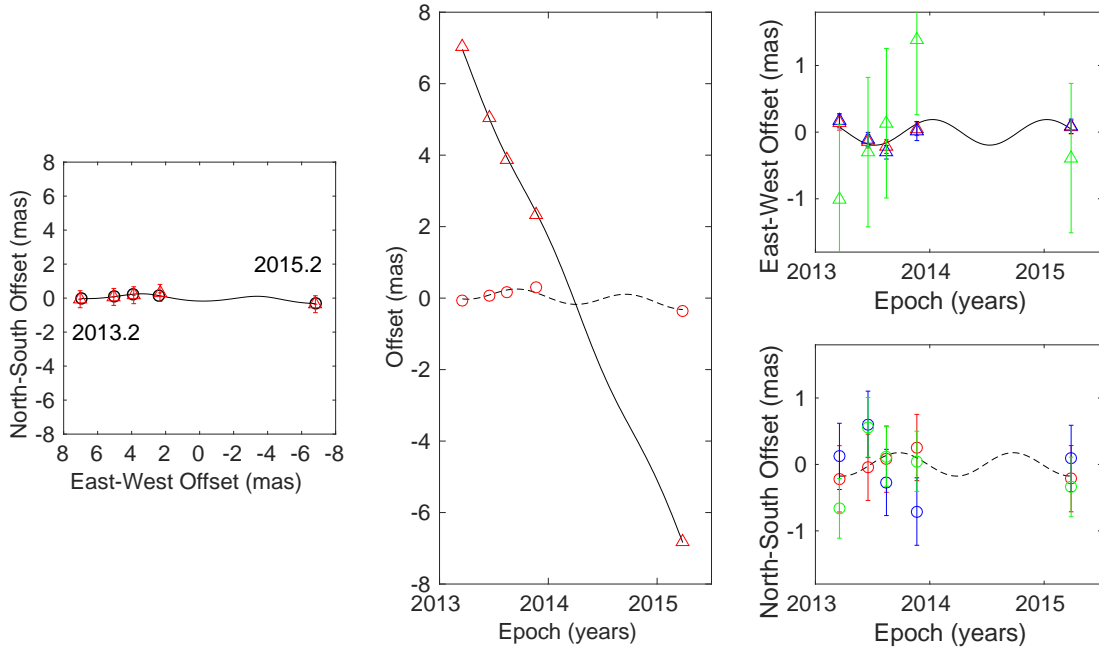 8
6
4
2
0
-2
-4
-6
-8
8 6 4 2 0 -2 -4 -6 -8
North-South Offset (mas)
East-West Offset (mas)
2013.2
2015.2
8
6
4
2
0
-2
-4
-6
-8
2013 2014 2015
Offset (mas)
Epoch (years)
1
0
-1
2013 2014 2015
East-West Offset (mas)
Epoch (years)
1
0
-1
2013 2014 2015
North-South Offset (mas)
Epoch (years)